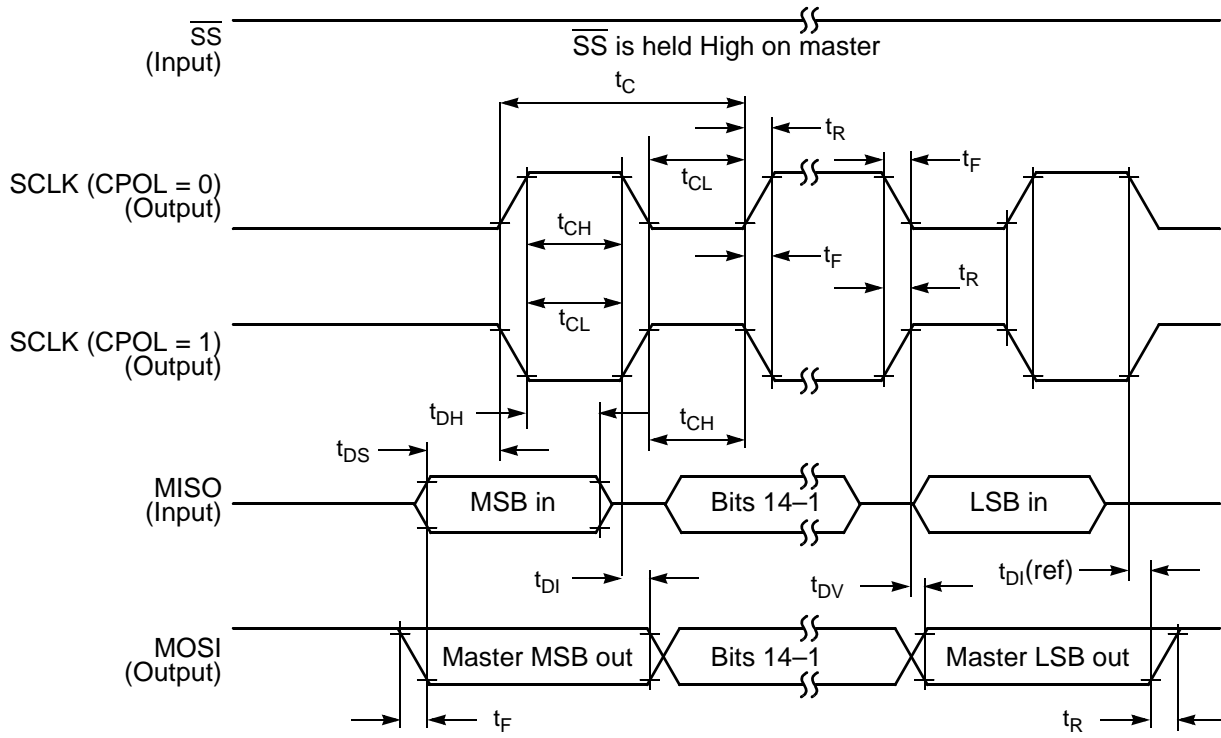 SS
(Input)
SS is held High on master
tC
tR
tCL
tF
SCLK (CPOL = 0)
(Output)
tCH
tF
tR
tCL
SCLK (CPOL = 1)
(Output)
tDH
tCH
tDS
MISO
(Input)
MSB in
Bits 14–1
LSB in
tDI
tDV
tDI(ref)
MOSI
(Output)
Master MSB out
Bits 14–1
Master LSB out
tF
tR